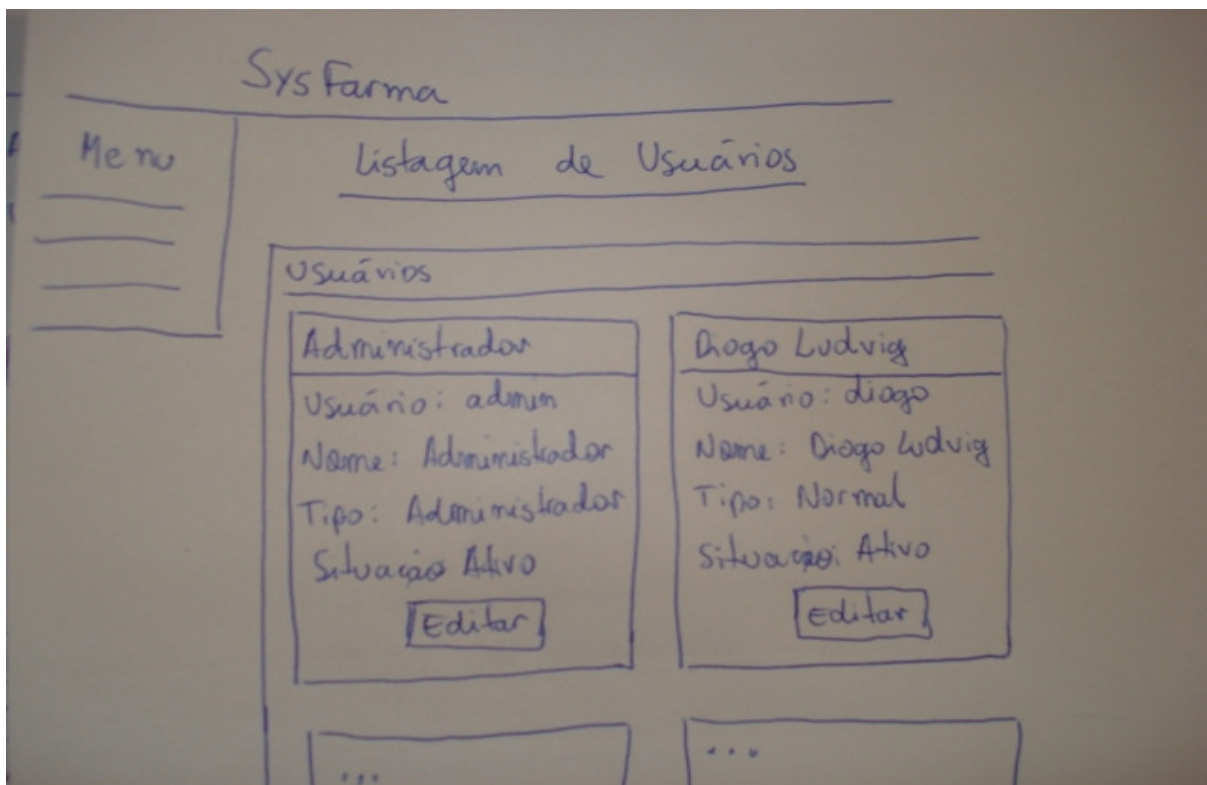 SysFarma
Menu
Listagem de Usuários
Usuários
Administrador
Usuário: admin
Nome: Administrador
Tipo: Administrador
Situação Ativo
Editar
Diogo Ludvig
Usuário: diogo
Nome: Diogo Ludvig
Tipo: Normal
Situação: Ativo
Editar
...
...